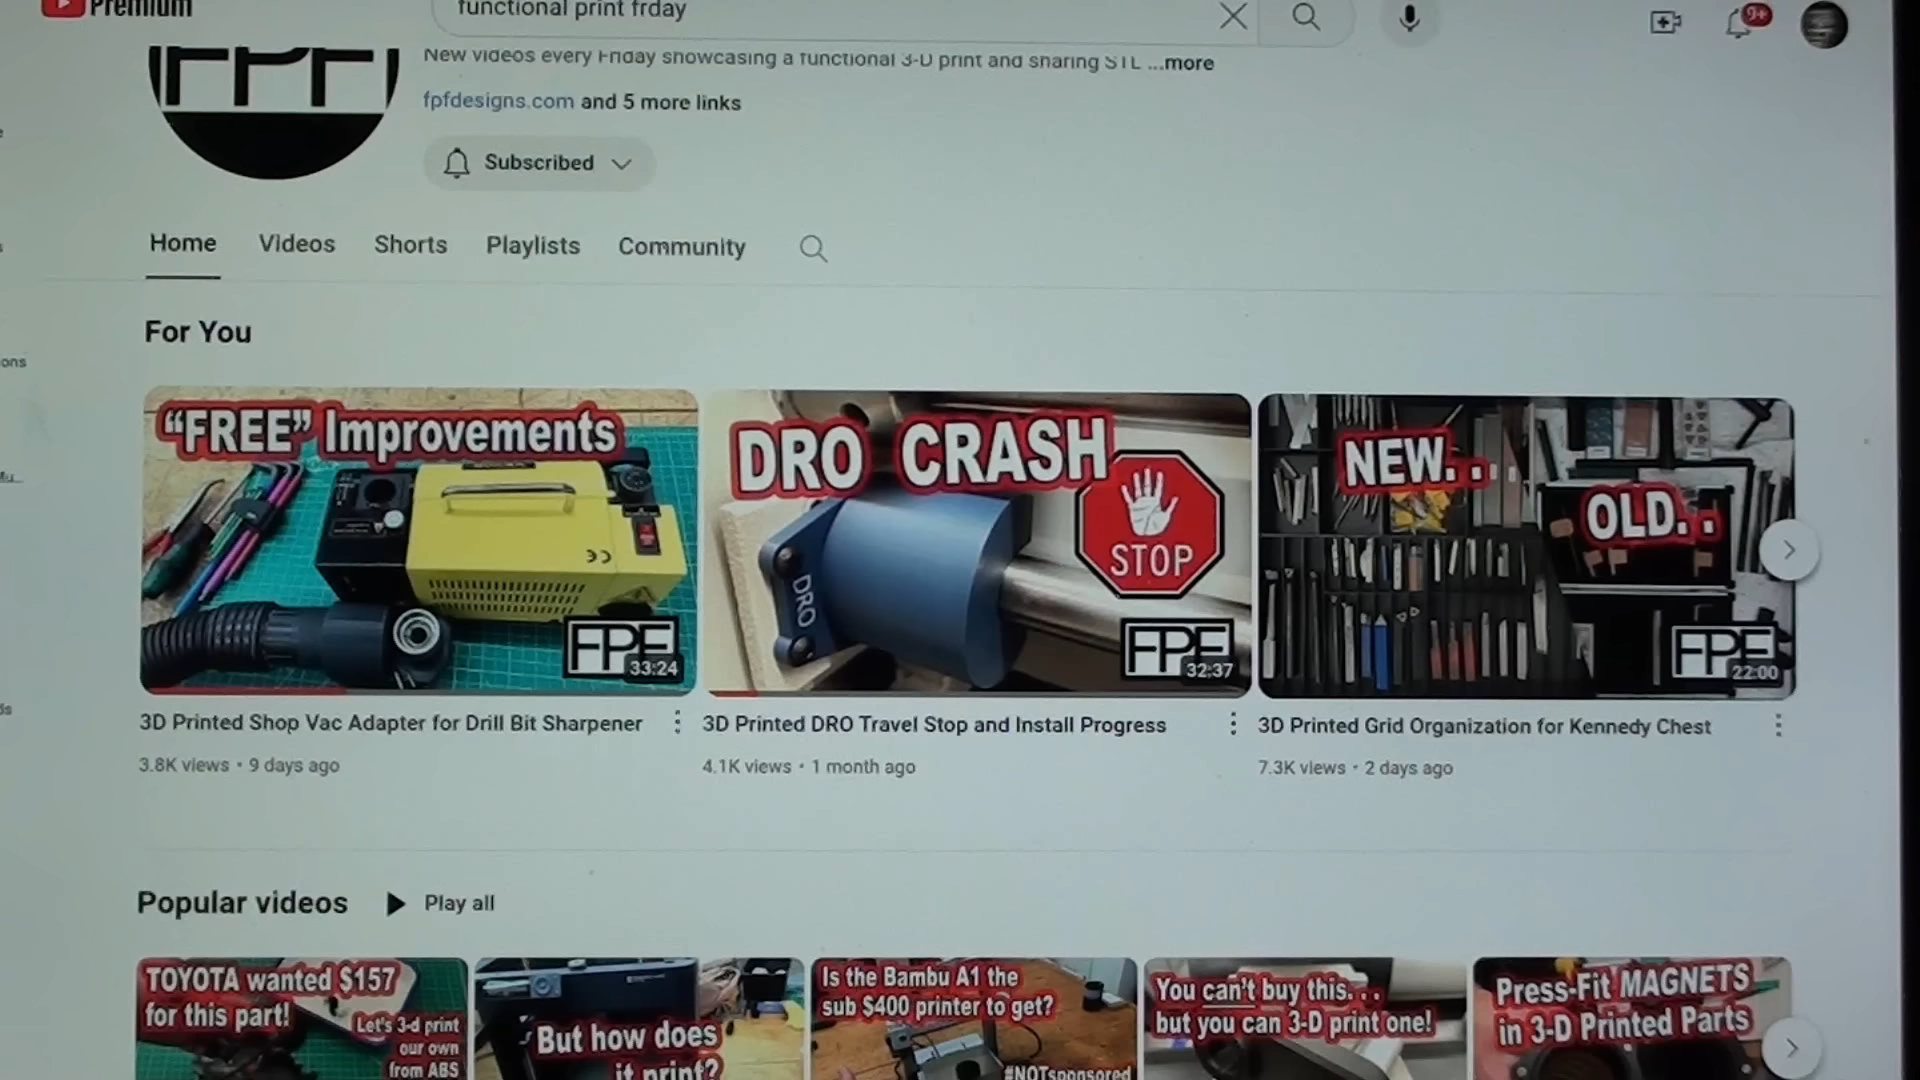 Premium
functional print frday
9+
FPF
New videos every Friday showcasing a functional 3-D print and sharing STL ...more
fpfdesigns.com and 5 more links
Subscribed
Home Videos Shorts Playlists Community
ons
For You
"FREE" Improvements
CE
FPF
33:24
DRO CRASH
STOP
DRO
FPF
32:37
NEW. . .
OLD. . .
FPF
22:00
3D Printed Shop Vac Adapter for Drill Bit Sharpener
3.8K views • 9 days ago
3D Printed DRO Travel Stop and Install Progress
4.1K views • 1 month ago
3D Printed Grid Organization for Kennedy Chest
7.3K views • 2 days ago
Popular videos Play all
TOYOTA wanted $157
for this part!
Let's 3-d print
our own
from ABS
But how does
it print?
Is the Bambu A1 the
sub $400 printer to get?
#NOTsponsored
You can't buy this. . .
but you can 3-D print one!
Press-Fit MAGNETS
in 3-D Printed Parts